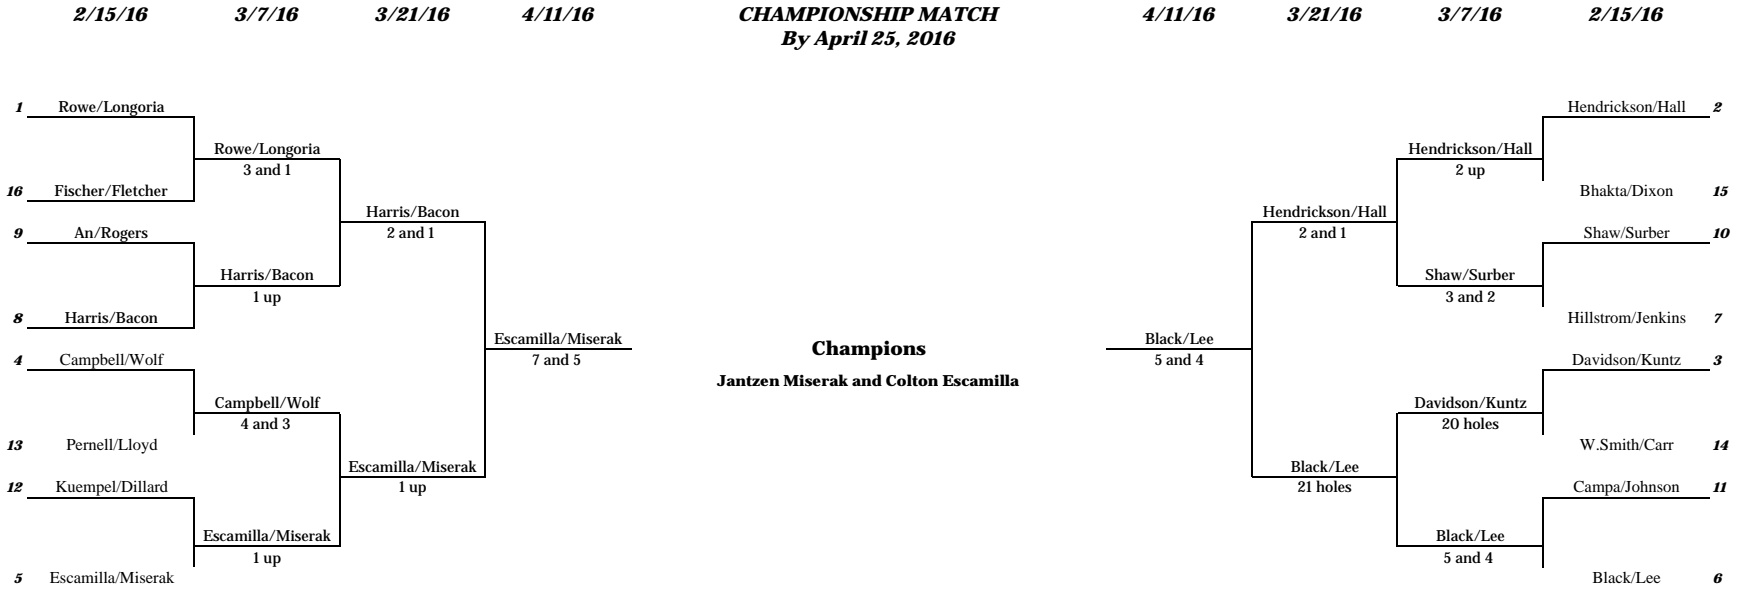 2/15/16 3/7/16 3/21/16 4/11/16 CHAMPIONSHIP MATCH 4/11/16 3/21/16 3/7/16 2/15/16
By April 25, 2016
1 Rowe/Longoria Hendrickson/Hall 2
Rowe/Longoria Hendrickson/Hall
3 and 1 2 up
16 Fischer/Fletcher Bhakta/Dixon 15
Harris/Bacon Hendrickson/Hall
9 An/Rogers 2 and 1 2 and 1 Shaw/Surber 10
Harris/Bacon Shaw/Surber
1 up 3 and 2
8 Harris/Bacon Hillstrom/Jenkins 7
Escamilla/Miserak Champions Black/Lee
4 Campbell/Wolf 7 and 5 5 and 4 Davidson/Kuntz 3
Jantzen Miserak and Colton Escamilla
Campbell/Wolf Davidson/Kuntz
4 and 3 20 holes
13 Pernell/Lloyd W.Smith/Carr 14
Escamilla/Miserak Black/Lee
12 Kuempel/Dillard 1 up 21 holes Campa/Johnson 11
Escamilla/Miserak Black/Lee
1 up 5 and 4
5 Escamilla/Miserak Black/Lee 6